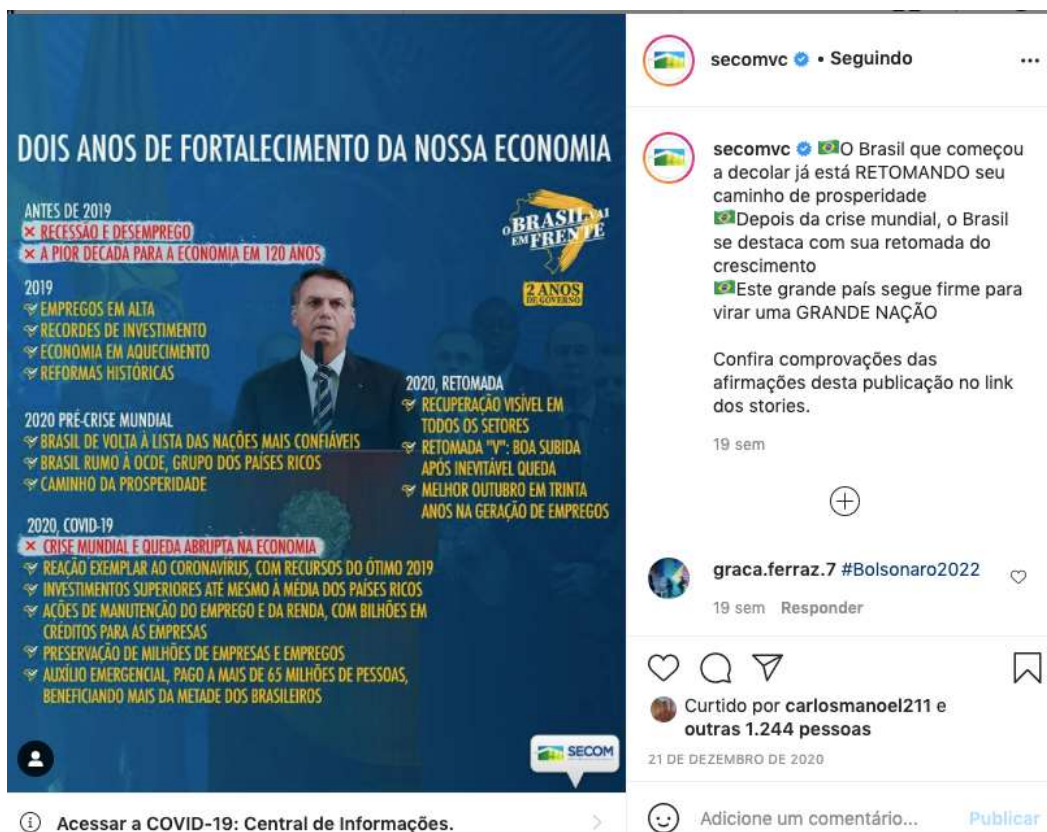 DOIS ANOS DE FORTALECIMENTO DA NOSSA ECONOMIA
ANTES DE 2019
× RECESSÃO E DESEMPREGO
× A PIOR DÉCADA PARA A ECONOMIA EM 120 ANOS
O BRASIL VAI
EM FRENTE
2 ANOS
DE GOVERNO
2019
EMPREGOS EM ALTA
RECORDES DE INVESTIMENTO
ECONOMIA EM AQUECIMENTO
REFORMAS HISTÓRICAS
2020 PRÉ-CRISE MUNDIAL
BRASIL DE VOLTA À LISTA DAS NAÇÕES MAIS CONFIÁVEIS
BRASIL RUMO À OCDE, GRUPO DOS PAÍSES RICOS
CAMINHO DA PROSPERIDADE
2020, RETOMADA
RECUPERAÇÃO VISÍVEL EM
TODOS OS SETORES
RETOMADA "V": BOA SUBIDA
APÓS INEVITÁVEL QUEDA
MELHOR OUTUBRO EM TRINTA
ANOS NA GERAÇÃO DE EMPREGOS
2020, COVID-19
× CRISE MUNDIAL E QUEDA ABRUPTA NA ECONOMIA
REAÇÃO EXEMPLAR AO CORONAVÍRUS, COM RECURSOS DO ÓTIMO 2019
INVESTIMENTOS SUPERIORES ATÉ MESMO À MÉDIA DOS PAÍSES RICOS
AÇÕES DE MANUTENÇÃO DO EMPREGO E DA RENDA, COM BILHÕES EM
CRÉDITOS PARA AS EMPRESAS
PRESERVAÇÃO DE MILHÕES DE EMPRESAS E EMPREGOS
AUXÍLIO EMERGENCIAL, PAGO A MAIS DE 65 MILHÕES DE PESSOAS,
BENEFICIANDO MAIS DA METADE DOS BRASILEIROS
SECOM
Acessar a COVID-19: Central de Informações.
secomvc • Seguindo
secomvc 🇧🇷O Brasil que começou
a decolar já está RETOMANDO seu
caminho de prosperidade
🇧🇷Depois da crise mundial, o Brasil
se destaca com sua retomada do
crescimento
🇧🇷Este grande país segue firme para
virar uma GRANDE NAÇÃO
Confira comprovações das
afirmações desta publicação no link
dos stories.
19 sem
graca.ferraz.7 #Bolsonaro2022
19 sem Responder
Curtido por carlosmanoel211 e
outras 1.244 pessoas
21 DE DEZEMBRO DE 2020
Adicione um comentário... Publicar